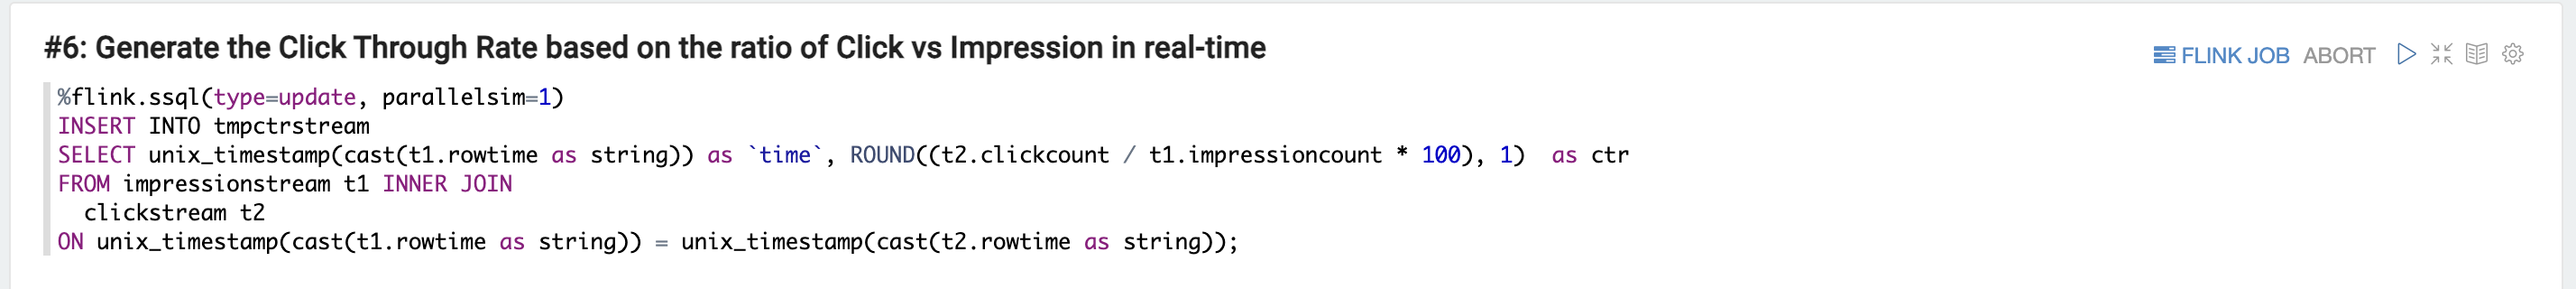 #6: Generate the Click Through Rate based on the ratio of Click vs Impression in real-time
FLINK JOB ABORT
%flink.ssql(type=update, parallelsim=1)
INSERT INTO tmpctrstream
SELECT unix_timestamp(cast(t1.rowtime as string)) as `time`, ROUND((t2.clickcount / t1.impressioncount * 100), 1)  as ctr
FROM impressionstream t1 INNER JOIN
  clickstream t2
ON unix_timestamp(cast(t1.rowtime as string)) = unix_timestamp(cast(t2.rowtime as string));